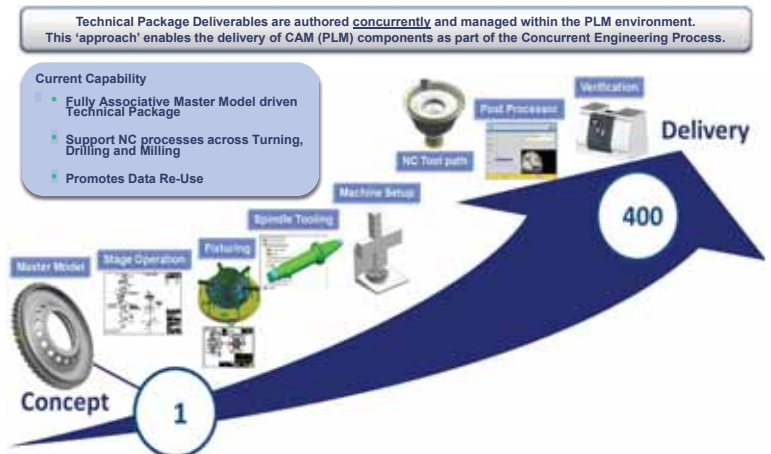 Technical Package Deliverables are authored concurrently and managed within the PLM environment.
This ‘approach’ enables the delivery of CAM (PLM) components as part of the Concurrent Engineering Process.
Current Capability
• Fully Associative Master Model driven
Technical Package
• Support NC processes across Turning,
Drilling and Milling
• Promotes Data Re-Use
Verification
Post Processor
Delivery
NC Tool path
Machine Setup
400
Spindle Tooling
Fixturing
Stage Operation
Master Model
Concept
1